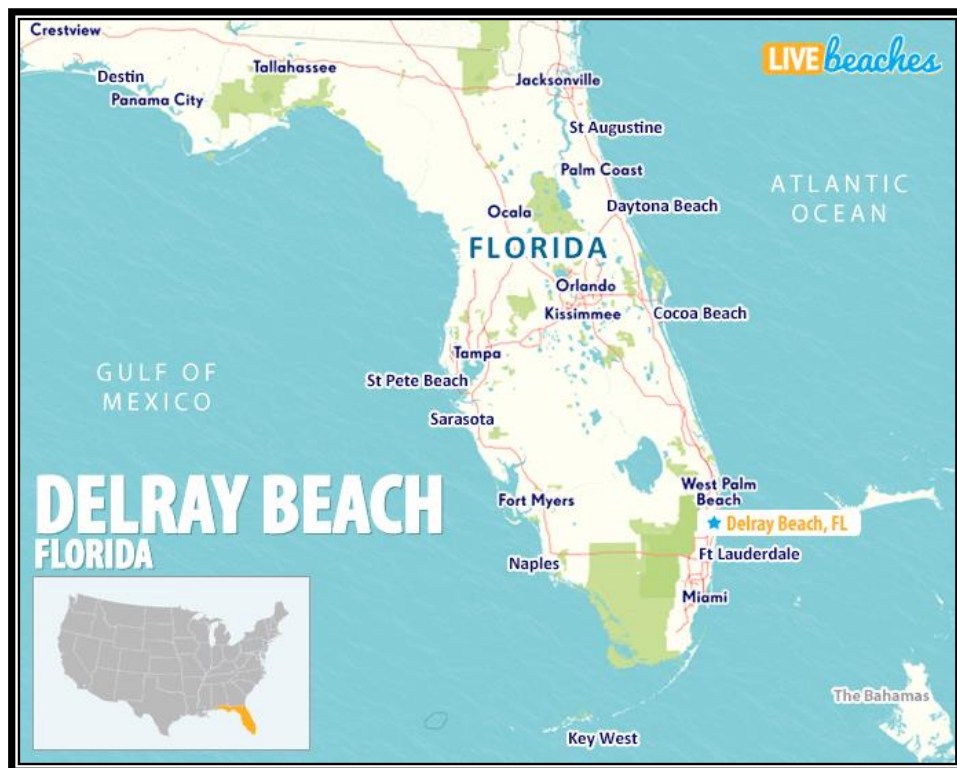 Crestview
LIVE beaches
Destin
Tallahassee
Panama City
Jacksonville
St Augustine
Palm Coast
ATLANTIC
OCEAN
Ocala
Daytona Beach
FLORIDA
Orlando
Kissimmee
Cocoa Beach
GULF OF
MEXICO
Tampa
St Pete Beach
Sarasota
DELRAY BEACH
FLORIDA
Fort Myers
West Palm
Beach
Delray Beach, FL
Naples
Ft Lauderdale
Miami
The Bahamas
Key West